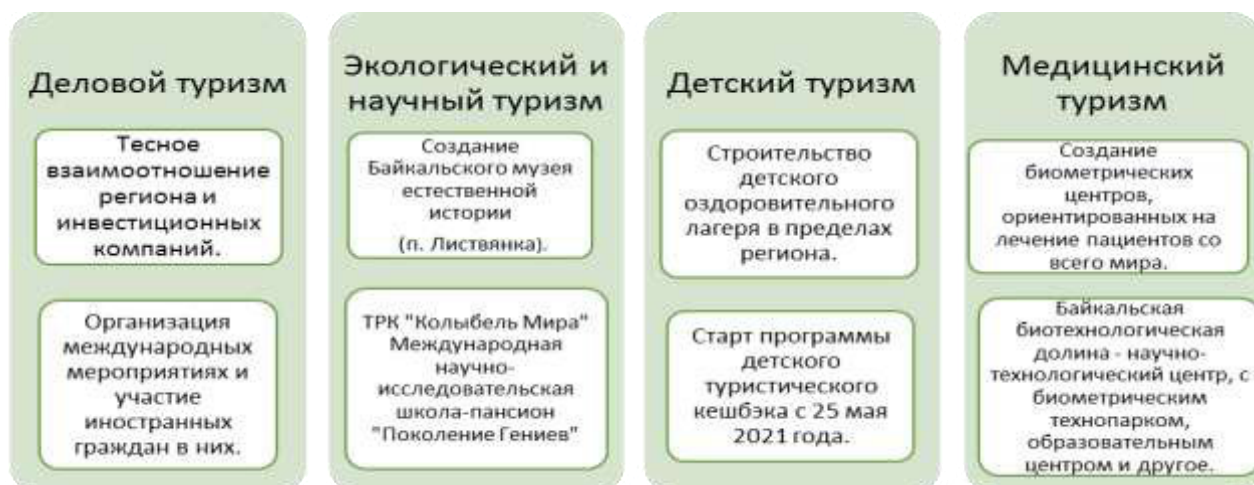 Деловой туризм
Тесное
взаимоотношение
региона и
инвестиционных
компаний.
Организация
международных
мероприятиях и
участие
иностранных
граждан в них.
Экологический и
научный туризм
Создание
Байкальского музея
естественной
истории
(п. Листвянка).
ТРК "Колыбель Мира"
Международная
научно-
исследовательская
школа-пансион
"Поколение Гениев"
Детский туризм
Строительство
детского
оздоровительного
лагеря в пределах
региона.
Старт программы
детского
туристического
кешбэка с 25 мая
2021 года.
Медицинский
туризм
Создание
биометрических
центров,
ориентированных на
лечение пациентов со
всего мира.
Байкальская
биотехнологическая
долина - научно-
технологический центр, с
биометрическим
технопарком,
образовательным
центром и другое.